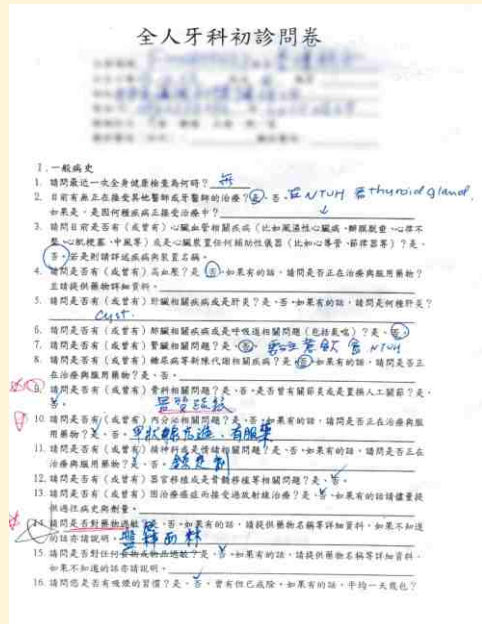 全人牙科初診問卷
I. 一般病史
1. 請問最近一次全身健康檢查為何時？ 無
2. 目前有無正在接受其他醫師或牙醫師的治療？是、否。在NTUH 看thyroid gland.
如果是，是因何種疾病正接受治療中？
3. 請問目前是否有（或曾有）心臟血管相關疾病（比如風濕性心臟病、瓣膜脫垂、心律不
整、心肌梗塞、中風等）或是心臟裝置任何輔助性儀器（比如心導管、節律器等）？是、
否。若是則請詳述疾病與裝置名稱。
4. 請問是否有（或曾有）高血壓？是、否。如果有的話，請問是否正在治療與服用藥物？
並請提供藥物詳細資料。
5. 請問是否有（或曾有）肝臟相關疾病或是肝炎？是、否。如果有的話，請問是何種肝炎？
cyst.
6. 請問是否有（或曾有）肺臟相關疾病或是呼吸道相關問題（包括氣喘）？是、否。
7. 請問是否有（或曾有）腎臟相關問題？是、否。 NTUH
8. 請問是否有（或曾有）糖尿病等新陳代謝相關疾病？是、否。如果有的話，請問是否正
在治療與服用藥物？是、否。
9. 請問是否有（或曾有）骨科相關問題？是、否。是否曾有關節炎或是置換人工關節？是、
否。 骨質疏鬆
10. 請問是否有（或曾有）內分泌相關問題？是、否。如果有的話，請問是否正在治療與服
用藥物？是、否。甲狀腺亢進、有服藥
11. 請問是否有（或曾有）精神科或是情緒相關問題？是、否。如果有的話，請問是否正在
治療與服用藥物？是、否。鎮定劑
12. 請問是否有（或曾有）器官移植或是骨髓移植等相關問題？是、否。
13. 請問是否有（或曾有）因治療癌症而接受過放射線治療？是、否。如果有的話請儘量提
供過往病史與劑量。
14. 請問是否對藥物過敏？是、否。如果有的話，請提供藥物名稱等詳細資料。如果不知道
的話亦請說明。盤尼西林
15. 請問是否對任何食物或物品過敏？是、否。如果有的話，請提供名稱等詳細資料。
如果不知道的話亦請說明。
16. 請問您是否有吸煙的習慣？是、否、曾有但已戒除。如果有的話，平均一天幾包？